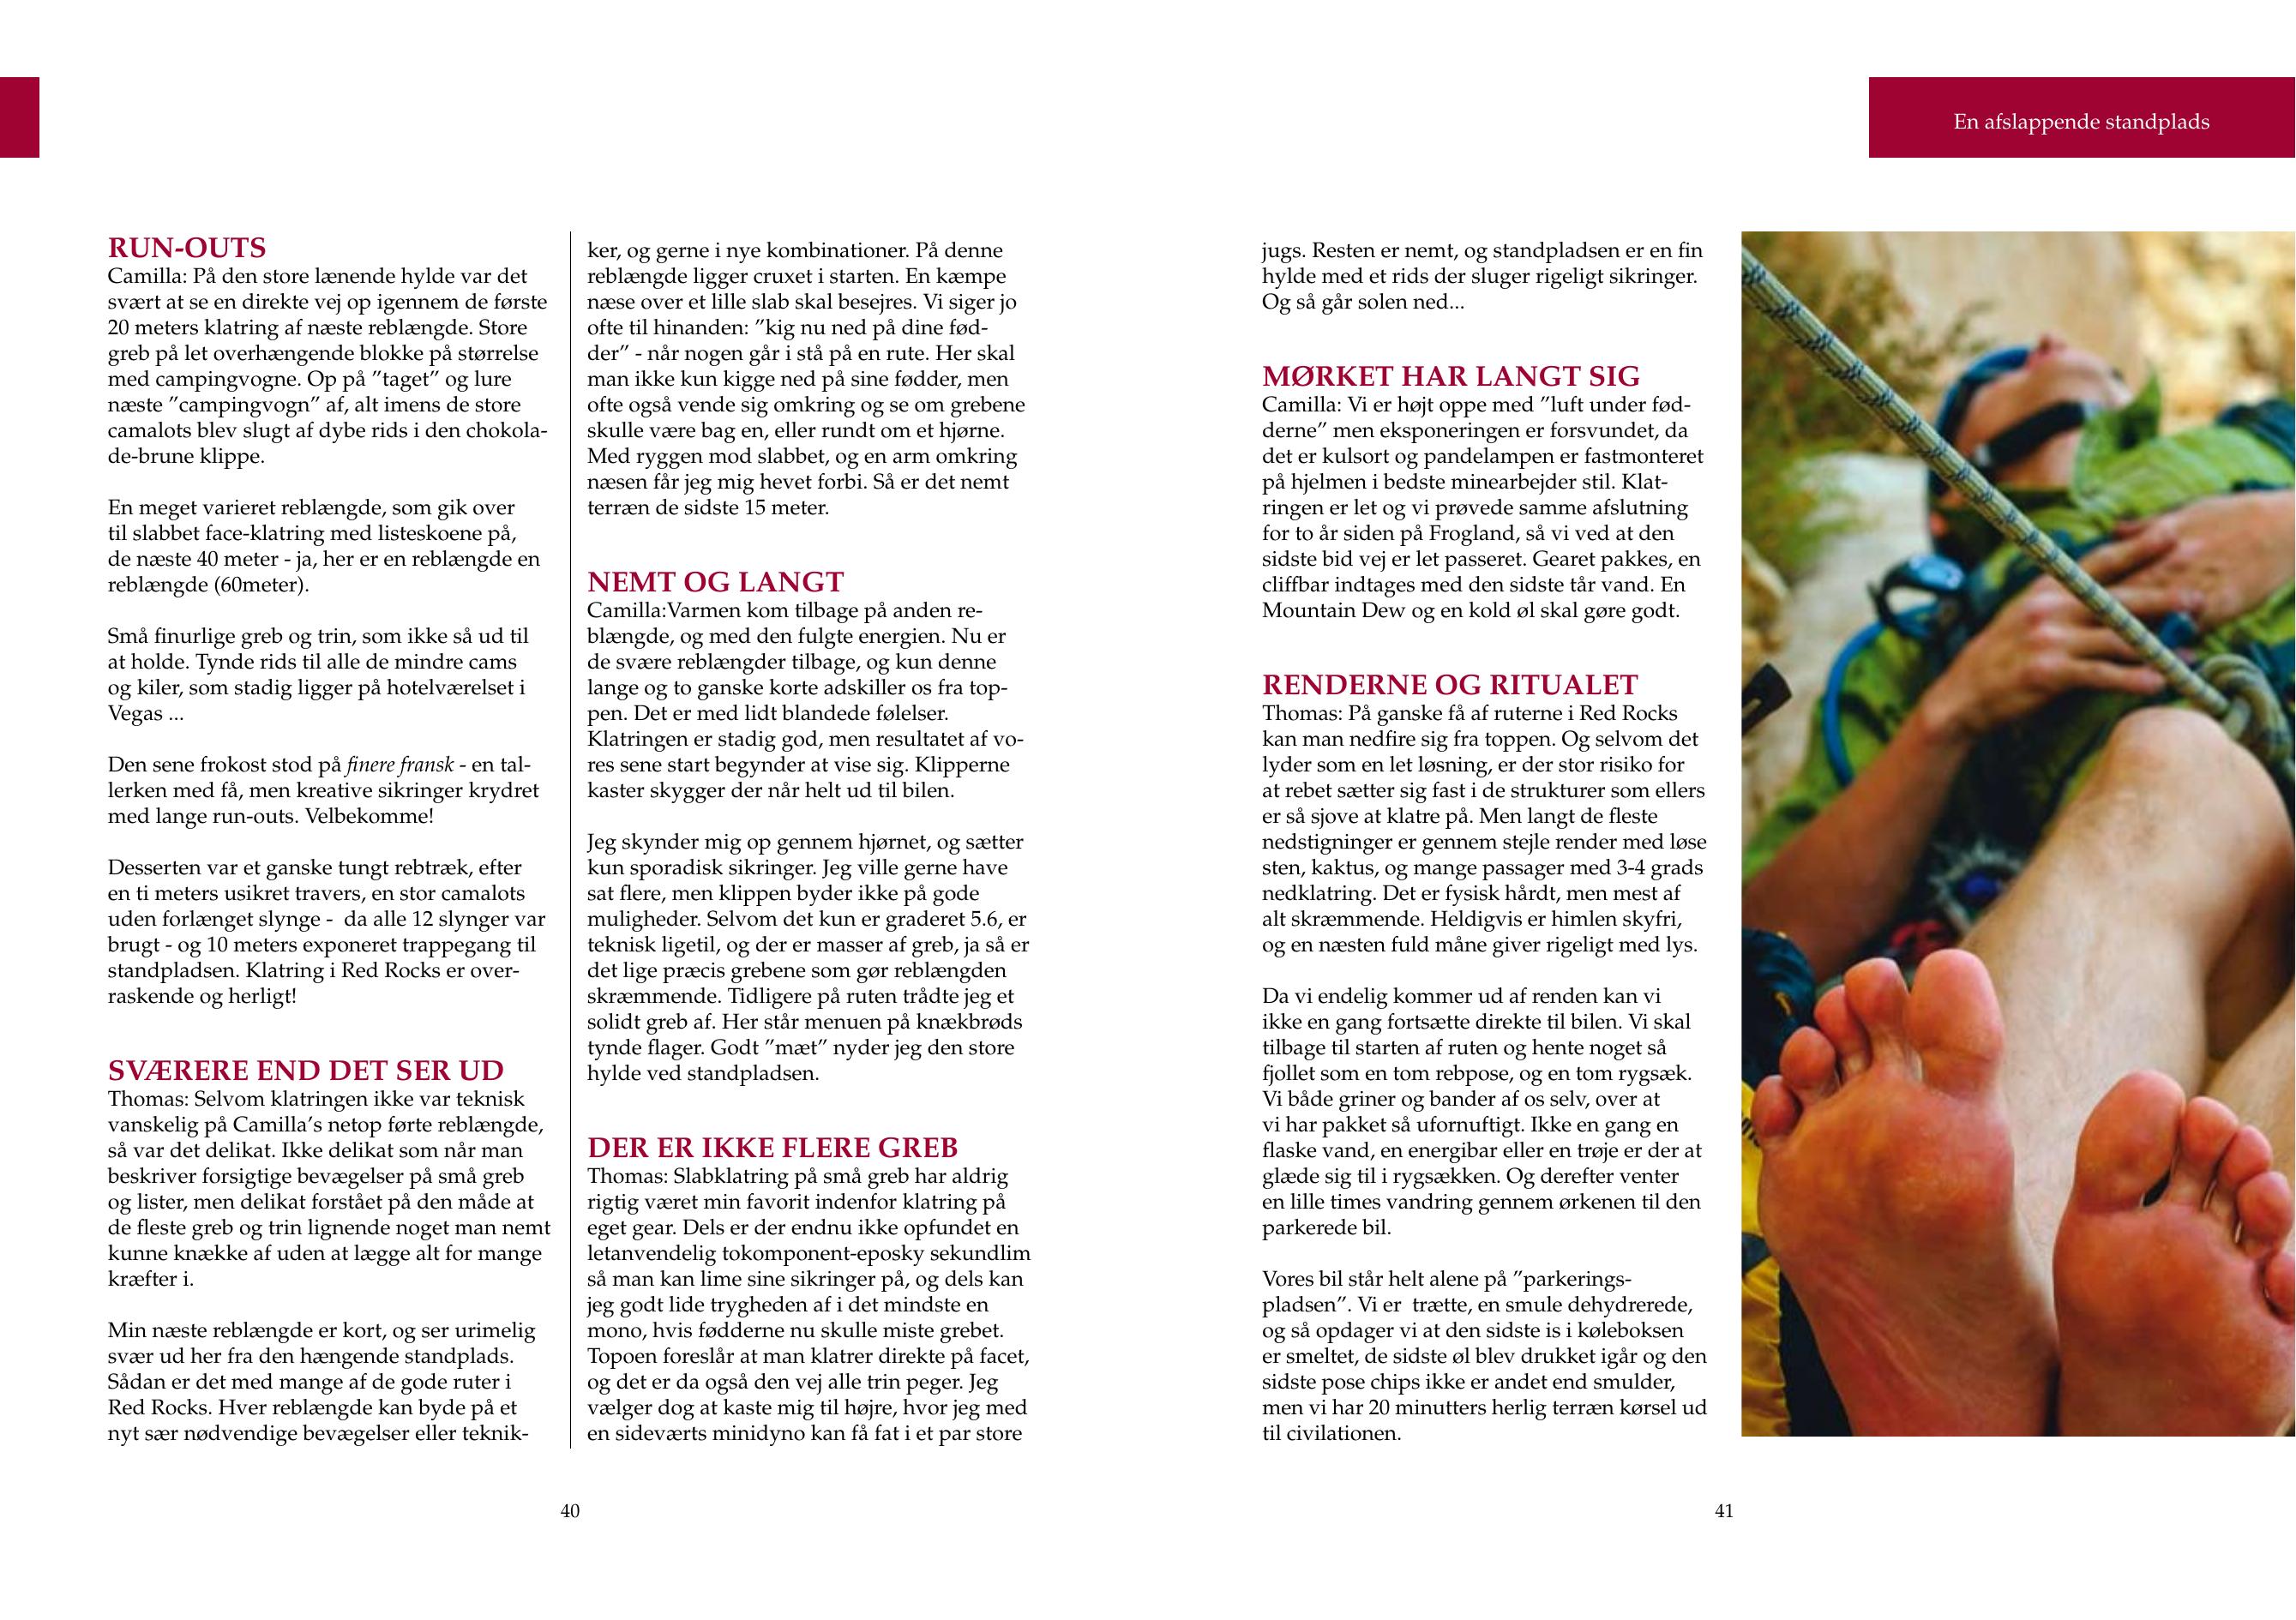 En afslappende standplads
RUN-OUTS
Camilla: På den store lænende hylde var det
svært at se en direkte vej op igennem de første
20 meters klatring af næste reblængde. Store
greb på let overhængende blokke på størrelse
med campingvogne. Op på ”taget” og lure
næste ”campingvogn” af, alt imens de store
camalots blev slugt af dybe rids i den chokola-
de-brune klippe.
En meget varieret reblængde, som gik over
til slabbet face-klatring med listeskoene på,
de næste 40 meter - ja, her er en reblængde en
reblængde (60meter).
Små finurlige greb og trin, som ikke så ud til
at holde. Tynde rids til alle de mindre cams
og kiler, som stadig ligger på hotelværelset i
Vegas ...
Den sene frokost stod på finere fransk - en tal-
lerken med få, men kreative sikringer krydret
med lange run-outs. Velbekomme!
Desserten var et ganske tungt rebtræk, efter
en ti meters usikret travers, en stor camalots
uden forlænget slynge -  da alle 12 slynger var
brugt - og 10 meters exponeret trappegang til
standpladsen. Klatring i Red Rocks er over-
raskende og herligt!
SVÆRERE END DET SER UD
Thomas: Selvom klatringen ikke var teknisk
vanskelig på Camilla’s netop førte reblængde,
så var det delikat. Ikke delikat som når man
beskriver forsigtige bevægelser på små greb
og lister, men delikat forstået på den måde at
de fleste greb og trin lignende noget man nemt
kunne knække af uden at lægge alt for mange
kræfter i.
Min næste reblængde er kort, og ser urimelig
svær ud her fra den hængende standplads.
Sådan er det med mange af de gode ruter i
Red Rocks. Hver reblængde kan byde på et
nyt sær nødvendige bevægelser eller teknik-
ker, og gerne i nye kombinationer. På denne
reblængde ligger cruxet i starten. En kæmpe
næse over et lille slab skal besejres. Vi siger jo
ofte til hinanden: ”kig nu ned på dine fød-
der” - når nogen går i stå på en rute. Her skal
man ikke kun kigge ned på sine fødder, men
ofte også vende sig omkring og se om grebene
skulle være bag en, eller rundt om et hjørne.
Med ryggen mod slabbet, og en arm omkring
næsen får jeg mig hevet forbi. Så er det nemt
terræn de sidste 15 meter.
NEMT OG LANGT
Camilla:Varmen kom tilbage på anden re-
blængde, og med den fulgte energien. Nu er
de svære reblængder tilbage, og kun denne
lange og to ganske korte adskiller os fra top-
pen. Det er med lidt blandede følelser.
Klatringen er stadig god, men resultatet af vo-
res sene start begynder at vise sig. Klipperne
kaster skygger der når helt ud til bilen.
Jeg skynder mig op gennem hjørnet, og sætter
kun sporadisk sikringer. Jeg ville gerne have
sat flere, men klippen byder ikke på gode
muligheder. Selvom det kun er graderet 5.6, er
teknisk ligetil, og der er masser af greb, ja så er
det lige præcis grebene som gør reblængden
skræmmende. Tidligere på ruten trådte jeg et
solidt greb af. Her står menuen på knækbrøds
tynde flager. Godt ”mæt” nyder jeg den store
hylde ved standpladsen.
DER ER IKKE FLERE GREB
Thomas: Slabklatring på små greb har aldrig
rigtig været min favorit indenfor klatring på
eget gear. Dels er der endnu ikke opfundet en
letanvendelig tokomponent-eposky sekundlim
så man kan lime sine sikringer på, og dels kan
jeg godt lide trygheden af i det mindste en
mono, hvis fødderne nu skulle miste grebet.
Topoen foreslår at man klatrer direkte på facet,
og det er da også den vej alle trin peger. Jeg
vælger dog at kaste mig til højre, hvor jeg med
en sideværts minidyno kan få fat i et par store
jugs. Resten er nemt, og standpladsen er en fin
hylde med et rids der sluger rigeligt sikringer.
Og så går solen ned...
MØRKET HAR LANGT SIG
Camilla: Vi er højt oppe med ”luft under fød-
derne” men eksponeringen er forsvundet, da
det er kulsort og pandelampen er fastmonteret
på hjelmen i bedste minearbejder stil. Klat-
ringen er let og vi prøvede samme afslutning
for to år siden på Frogland, så vi ved at den
sidste bid vej er let passeret. Gearet pakkes, en
cliffbar indtages med den sidste tår vand. En
Mountain Dew og en kold øl skal gøre godt.
RENDERNE OG RITUALET
Thomas: På ganske få af ruterne i Red Rocks
kan man nedfire sig fra toppen. Og selvom det
lyder som en let løsning, er der stor risiko for
at rebet sætter sig fast i de strukturer som ellers
er så sjove at klatre på. Men langt de fleste
nedstigninger er gennem stejle render med løse
sten, kaktus, og mange passager med 3-4 grads
nedklatring. Det er fysisk hårdt, men mest af
alt skræmmende. Heldigvis er himlen skyfri,
og en næsten fuld måne giver rigeligt med lys.
Da vi endelig kommer ud af renden kan vi
ikke en gang fortsætte direkte til bilen. Vi skal
tilbage til starten af ruten og hente noget så
fjollet som en tom rebpose, og en tom rygsæk.
Vi både griner og bander af os selv, over at
vi har pakket så ufornuftigt. Ikke en gang en
flaske vand, en energibar eller en trøje er der at
glæde sig til i rygsækken. Og derefter venter
en lille times vandring gennem ørkenen til den
parkerede bil.
Vores bil står helt alene på ”parkerings-
pladsen”. Vi er  trætte, en smule dehydrerede,
og så opdager vi at den sidste is i køleboksen
er smeltet, de sidste øl blev drukket igår og den
sidste pose chips ikke er andet end smulder,
men vi har 20 minutters herlig terræn kørsel ud
til civilationen.
40
41